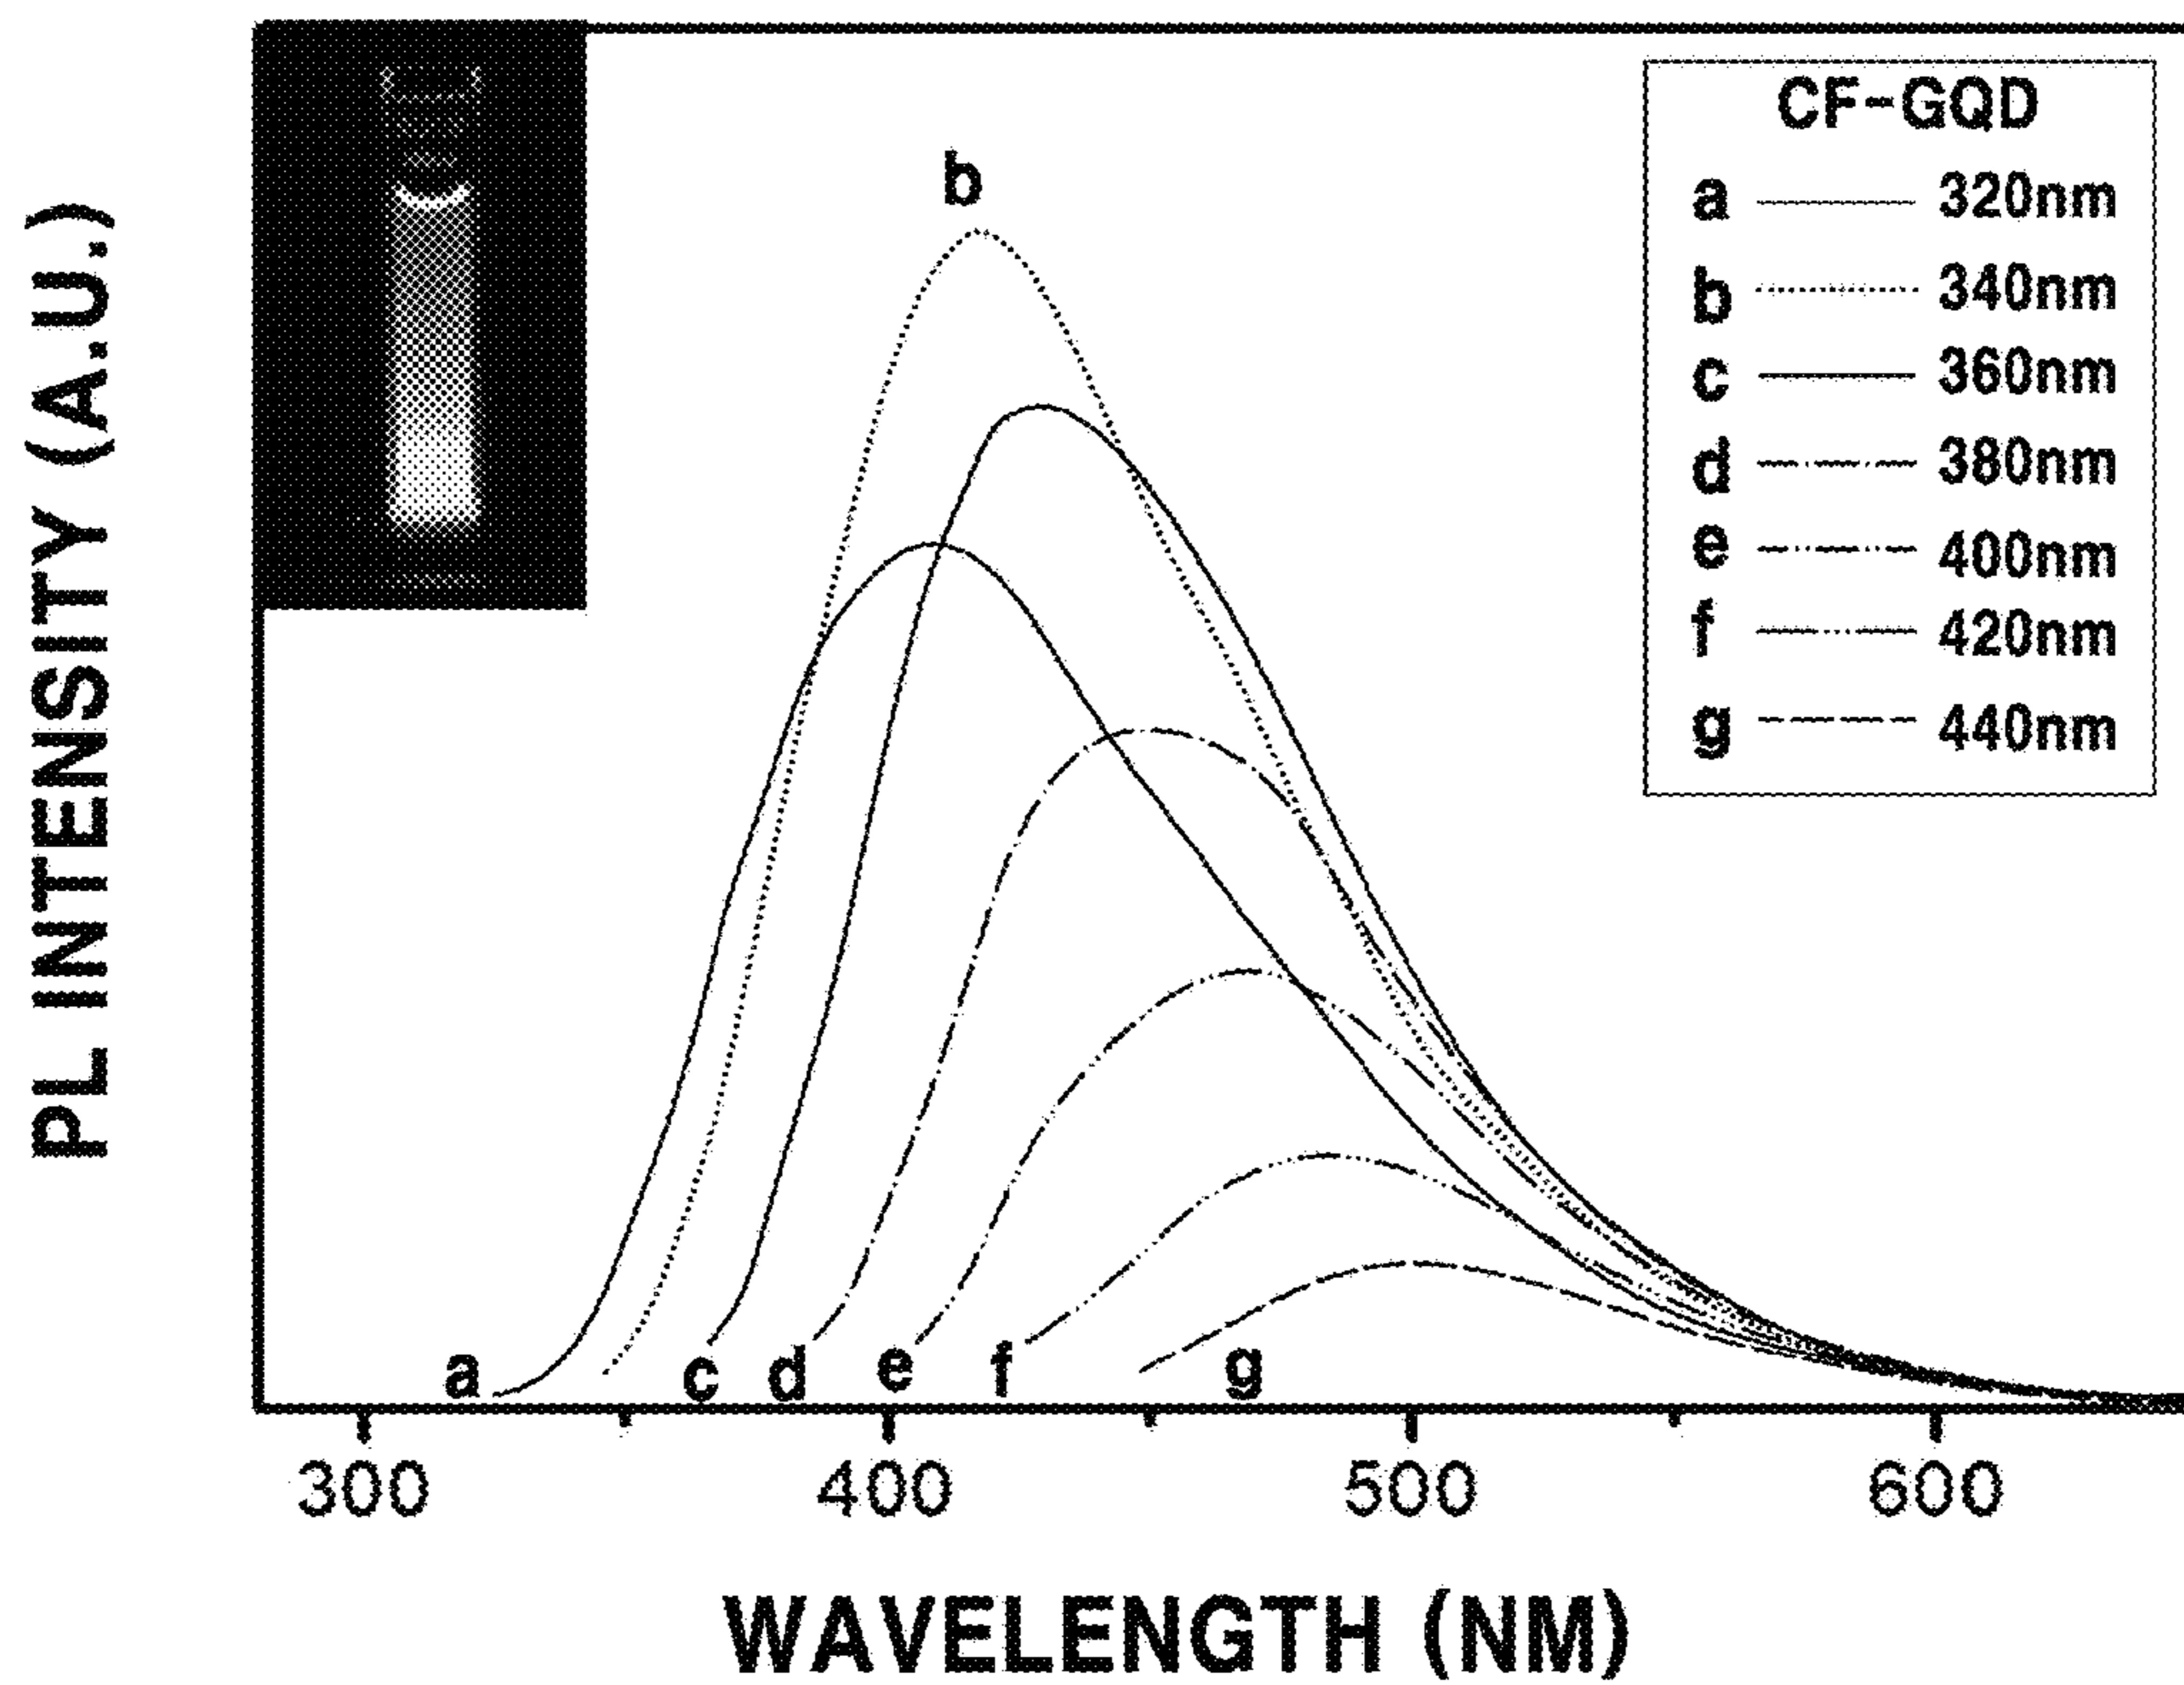 PL INTENSITY (A.U.)
b
CF-GQD
a 320nm
b 340nm
c 360nm
d 380nm
e 400nm
f 420nm
g 440nm
a
c
d
e
f
g
300
400
500
600
WAVELENGTH (NM)